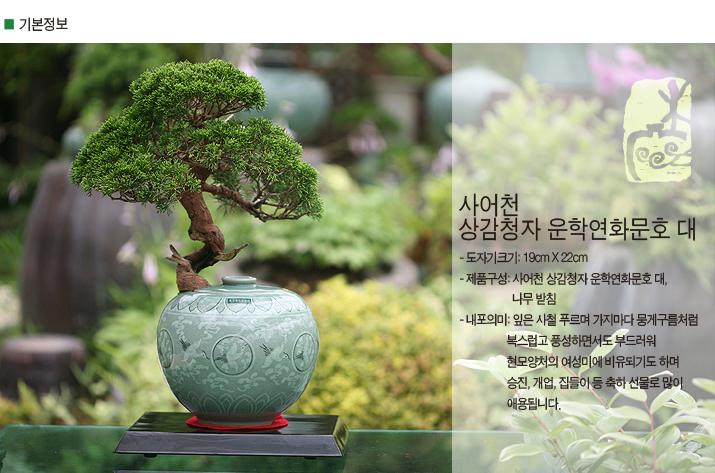 기본정보
사어천
상감청자 운학연화문호 대
- 도자기크기: 19cm X 22cm
- 제품구성: 사어천 상감청자 운학연화문호 대,
나무 받침
- 내포의미: 잎은 사철 푸르며 가지마다 뭉게구름처럼
복스럽고 풍성하면서도 부드러워
현모양처의 여성미에 비유되기도 하며
승진, 개업, 집들이 등 축하 선물로 많이
애용됩니다.